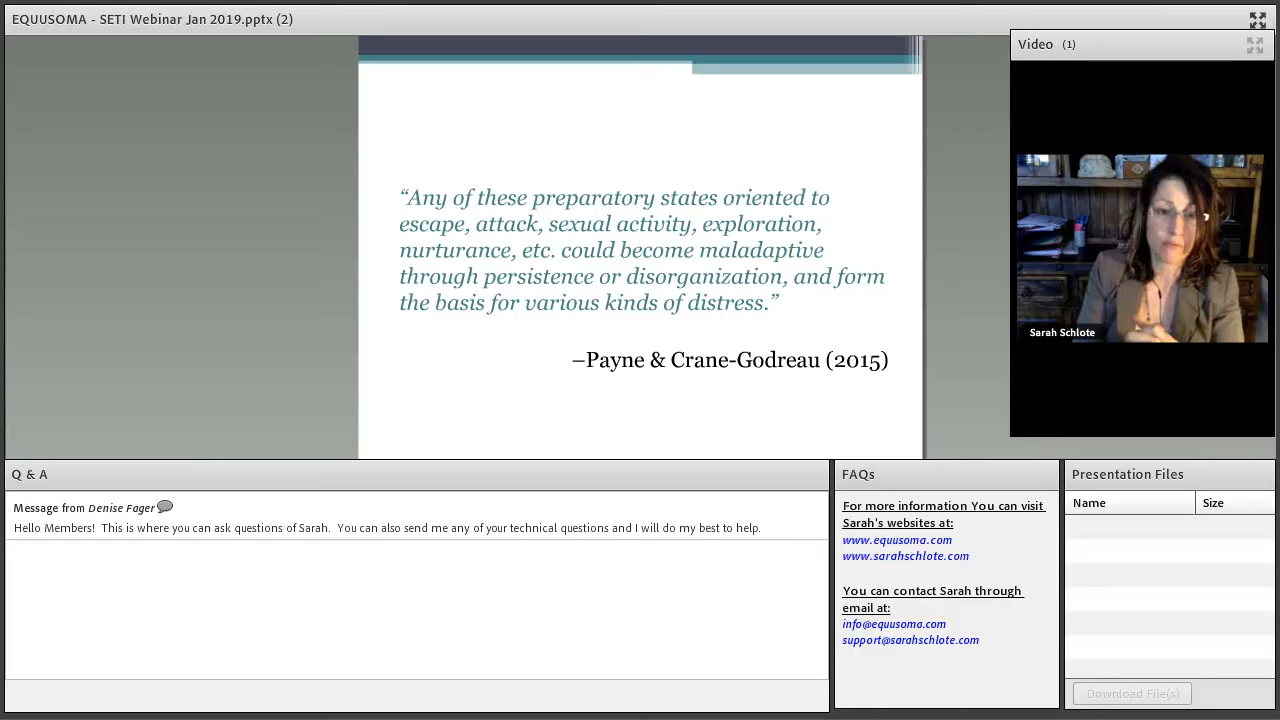 EQUUSOMA - SETI Webinar Jan 2019.pptx (2)
Video (1)
“Any of these preparatory states oriented to
escape, attack, sexual activity, exploration,
nurturance, etc. could become maladaptive
through persistence or disorganization, and form
the basis for various kinds of distress.”
–Payne & Crane-Godreau (2015)
Sarah Schlote
Q & A
Message from Denise Fager
Hello Members! This is where you can ask questions of Sarah. You can also send me any of your technical questions and I will do my best to help.
FAQs
For more information You can visit
Sarah's websites at:
www.equusoma.com
www.sarahschlote.com
You can contact Sarah through
email at:
info@equusoma.com
support@sarahschlote.com
Presentation Files
Name
Size
Download File(s)